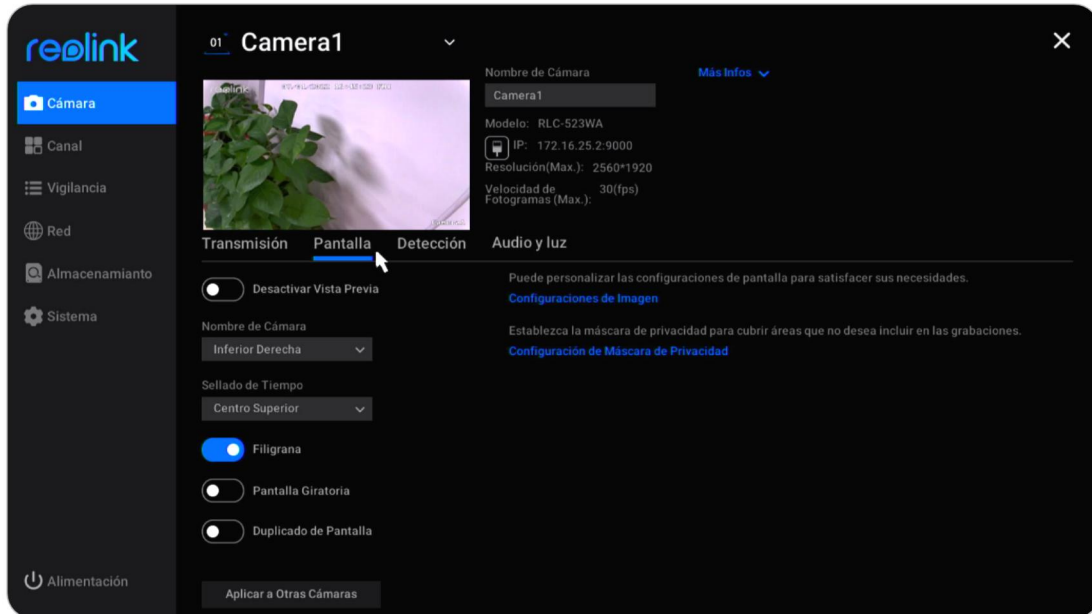 reolink
01 Camera1
Cámara
Canal
Vigilancia
Red
Almacenamianto
Sistema
Alimentación
reolink
Nombre de Cámara
Más Infos
Camera1
Modelo: RLC-523WA
IP: 172.16.25.2:9000
Resolución(Max.): 2560*1920
Velocidad de
Fotogramas (Max.): 30(fps)
Transmisión Pantalla Detección Audio y luz
Desactivar Vista Previa
Nombre de Cámara
Inferior Derecha
Sellado de Tiempo
Centro Superior
Filigrana
Pantalla Giratoria
Duplicado de Pantalla
Aplicar a Otras Cámaras
Puede personalizar las configuraciones de pantalla para satisfacer sus necesidades.
Configuraciones de Imagen
Establezca la máscara de privacidad para cubrir áreas que no desea incluir en las grabaciones.
Configuración de Máscara de Privacidad